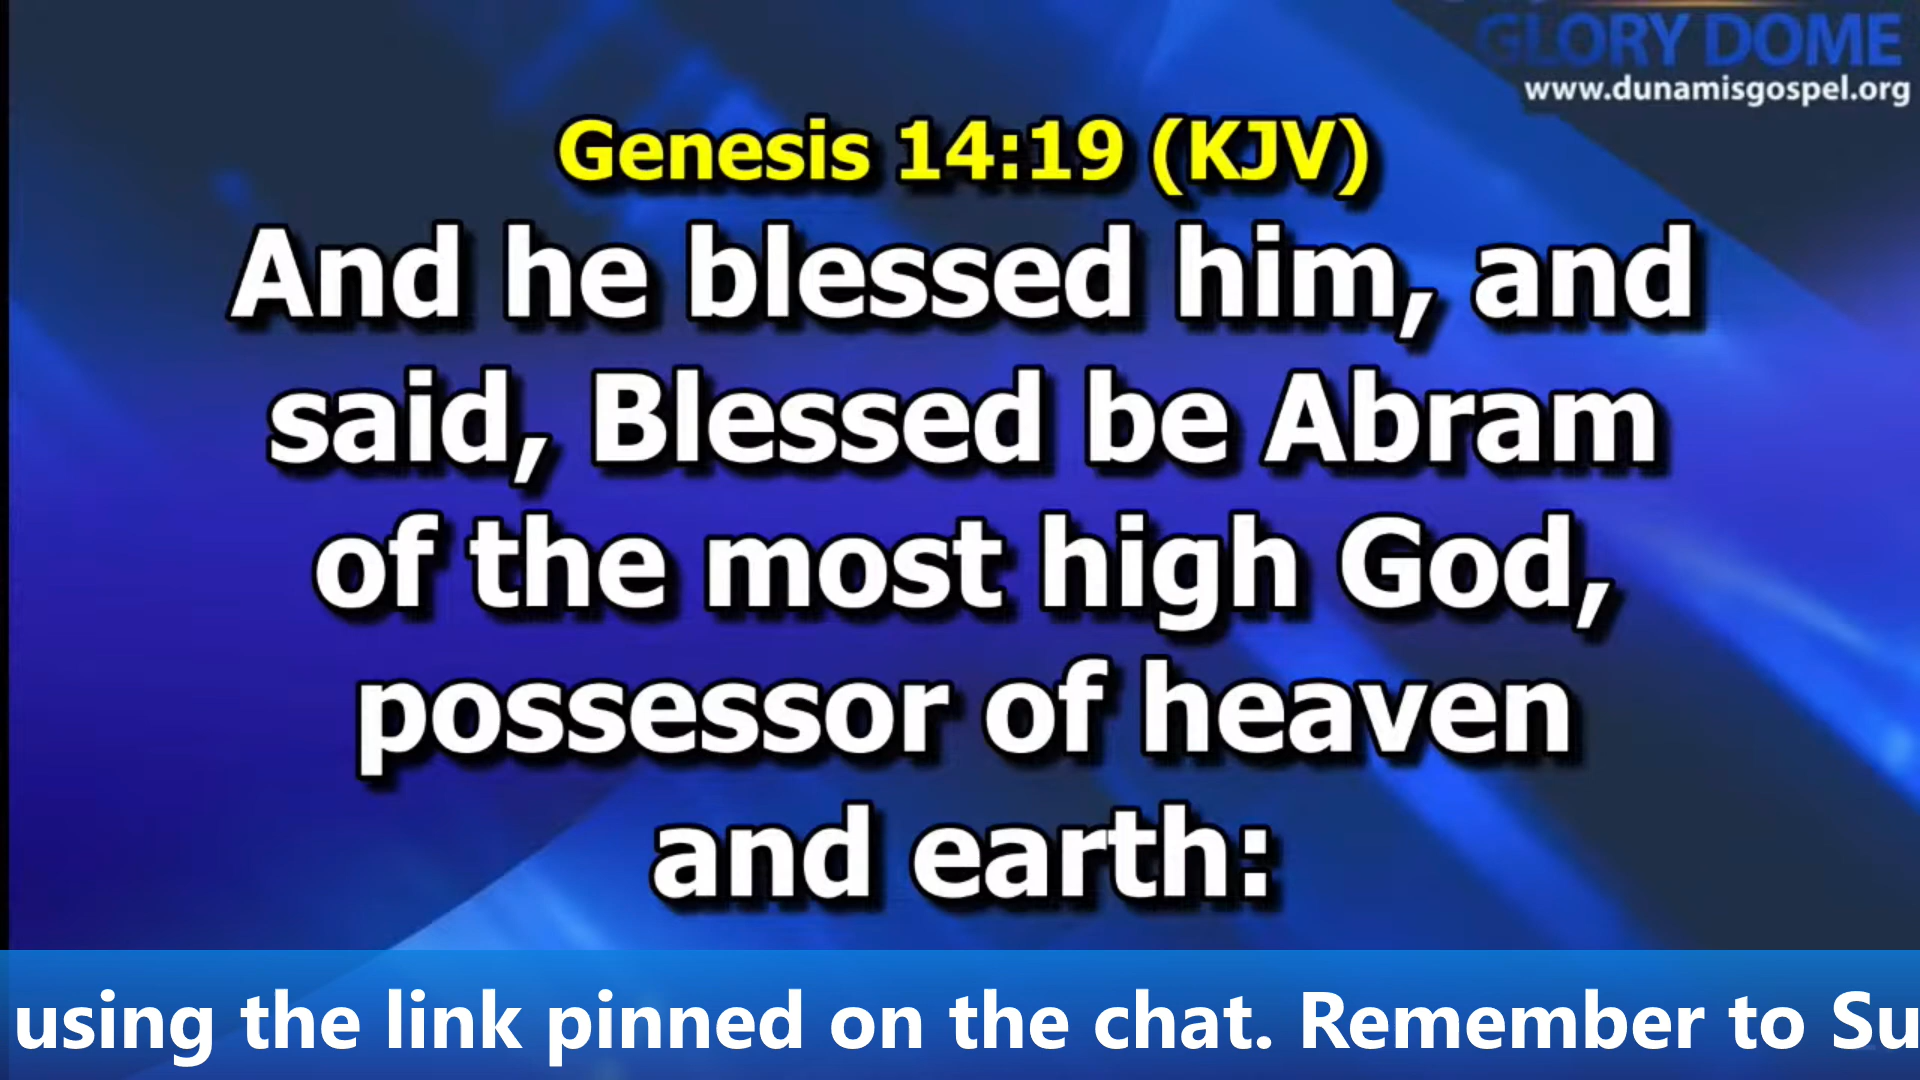 GLORY DOME
www.dunamisgospel.org
Genesis 14:19 (KJV)
And he blessed him, and
said, Blessed be Abram
of the most high God,
possessor of heaven
and earth:
using the link pinned on the chat. Remember to Su